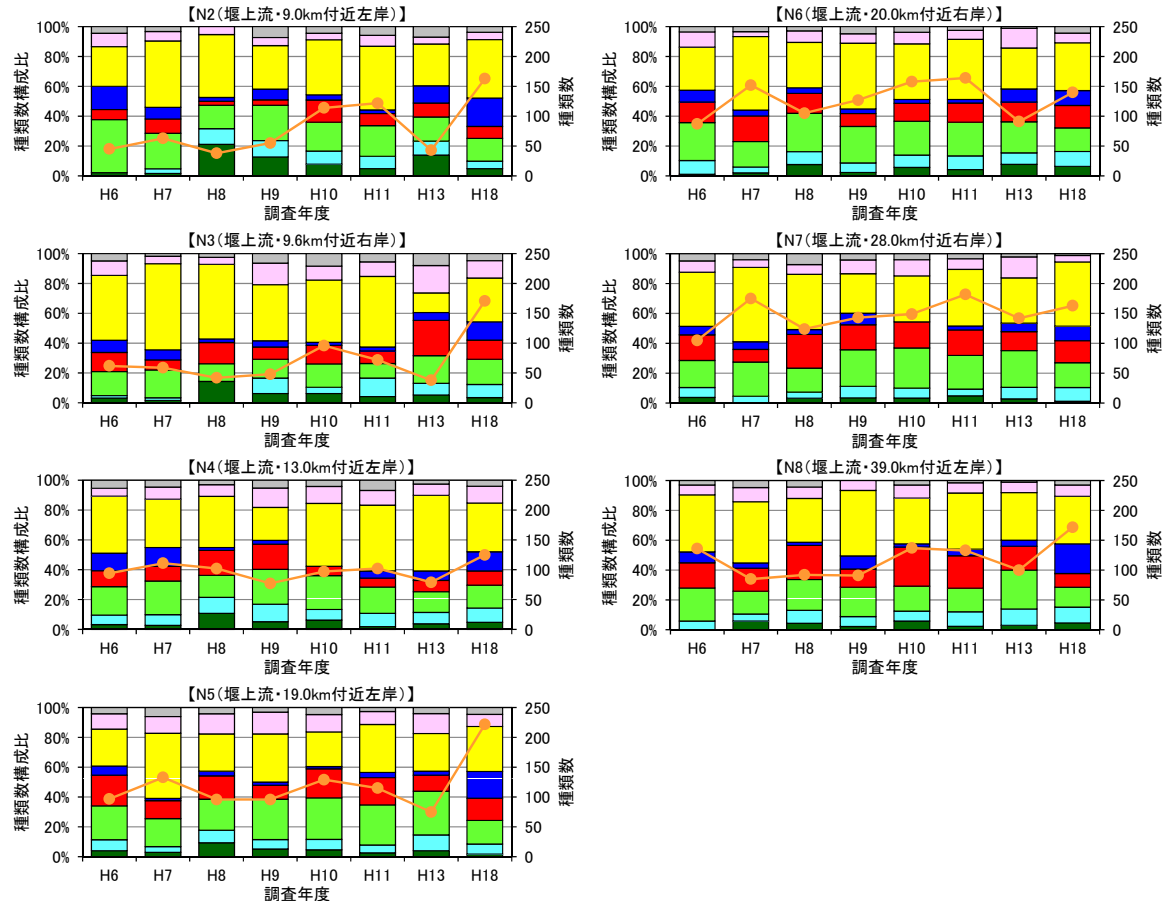 【N2(堰上流・9.0km付近左岸)】
種類数構成比
100%
80%
60%
40%
20%
0%
250
200
150
100
50
0
種類数
H6 H7 H8 H9 H10 H11 H13 H18
調査年度
【N6(堰上流・20.0km付近右岸)】
種類数構成比
100%
80%
60%
40%
20%
0%
250
200
150
100
50
0
種類数
H6 H7 H8 H9 H10 H11 H13 H18
調査年度
【N3(堰上流・9.6km付近右岸)】
種類数構成比
100%
80%
60%
40%
20%
0%
250
200
150
100
50
0
種類数
H6 H7 H8 H9 H10 H11 H13 H18
調査年度
【N7(堰上流・28.0km付近右岸)】
種類数構成比
100%
80%
60%
40%
20%
0%
250
200
150
100
50
0
種類数
H6 H7 H8 H9 H10 H11 H13 H18
調査年度
【N4(堰上流・13.0km付近左岸)】
種類数構成比
100%
80%
60%
40%
20%
0%
250
200
150
100
50
0
種類数
H6 H7 H8 H9 H10 H11 H13 H18
調査年度
【N8(堰上流・39.0km付近左岸)】
種類数構成比
100%
80%
60%
40%
20%
0%
250
200
150
100
50
0
種類数
H6 H7 H8 H9 H10 H11 H13 H18
調査年度
【N5(堰上流・19.0km付近左岸)】
種類数構成比
100%
80%
60%
40%
20%
0%
250
200
150
100
50
0
種類数
H6 H7 H8 H9 H10 H11 H13 H18
調査年度